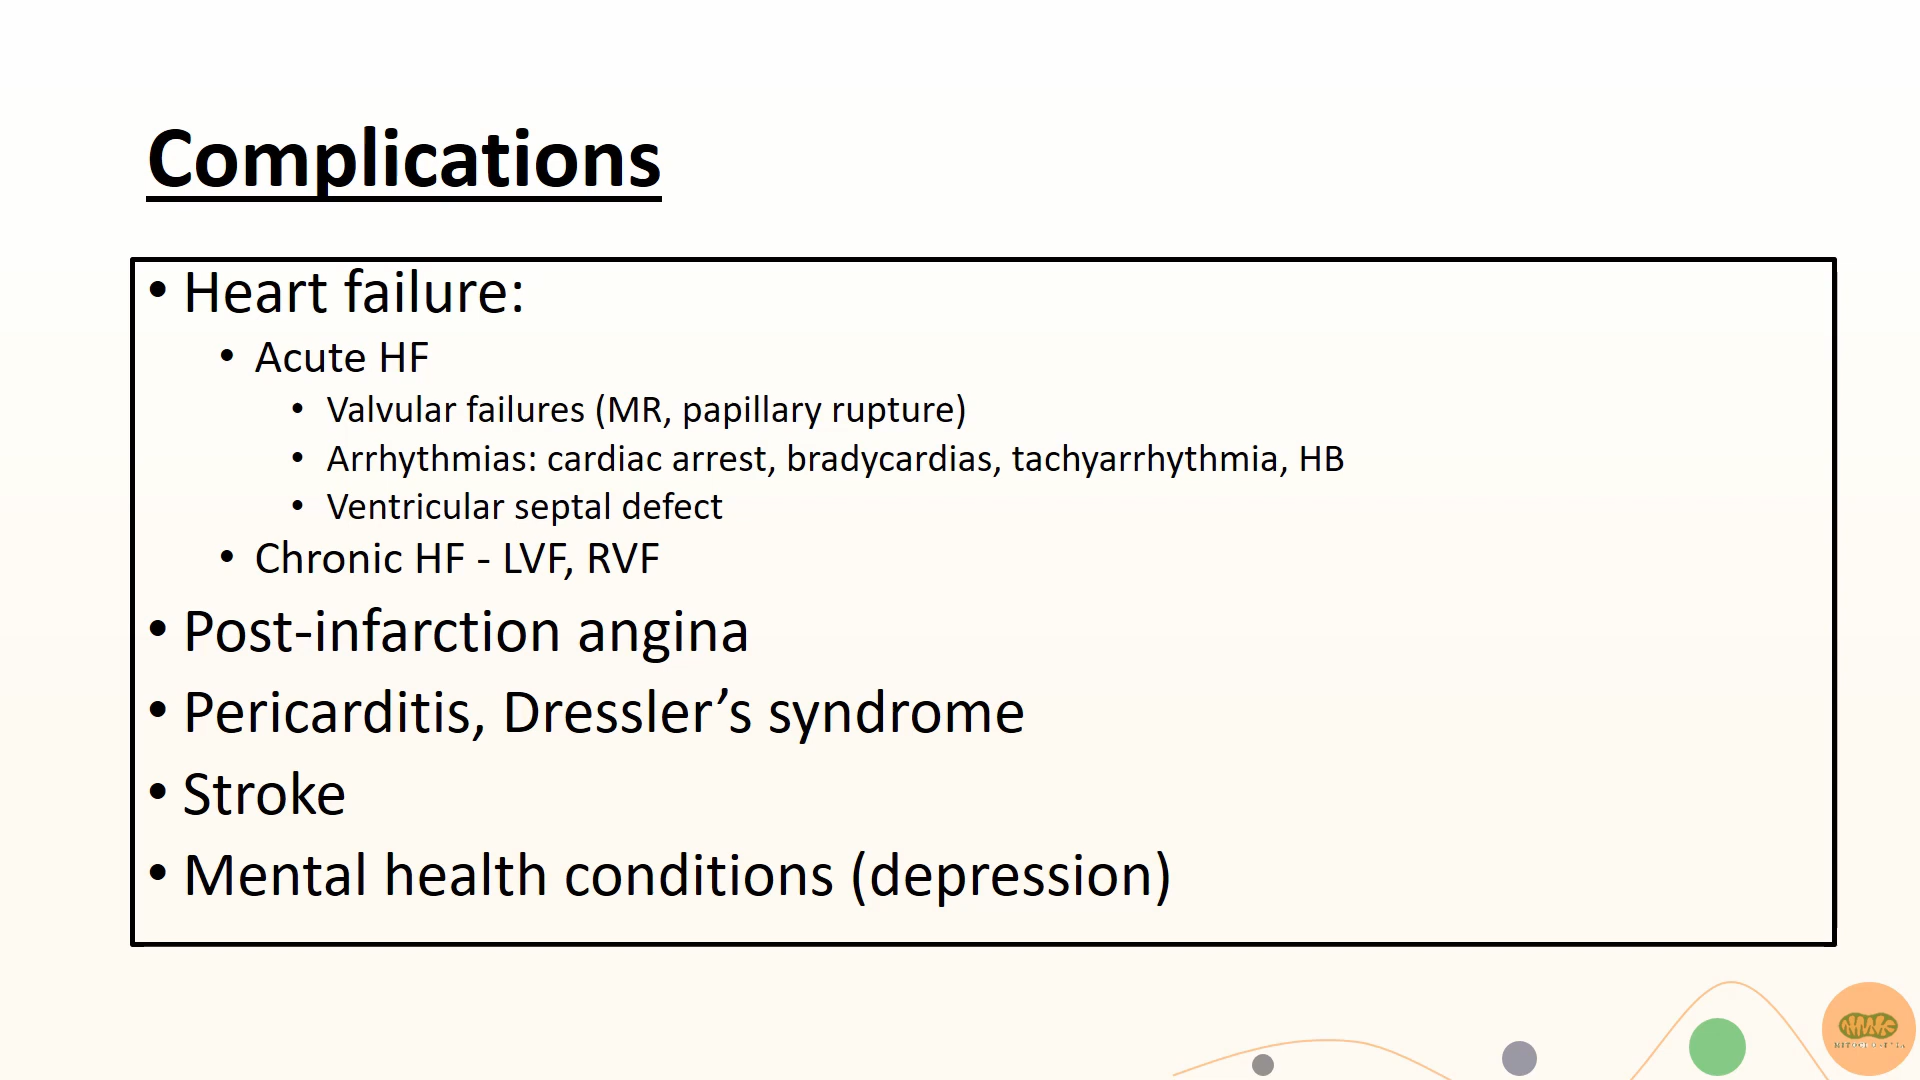 Complications
• Heart failure:
• Acute HF
• Valvular failures (MR, papillary rupture)
• Arrhythmias: cardiac arrest, bradycardias, tachyarrhythmia, HB
• Ventricular septal defect
• Chronic HF - LVF, RVF
• Post-infarction angina
• Pericarditis, Dressler’s syndrome
• Stroke
• Mental health conditions (depression)